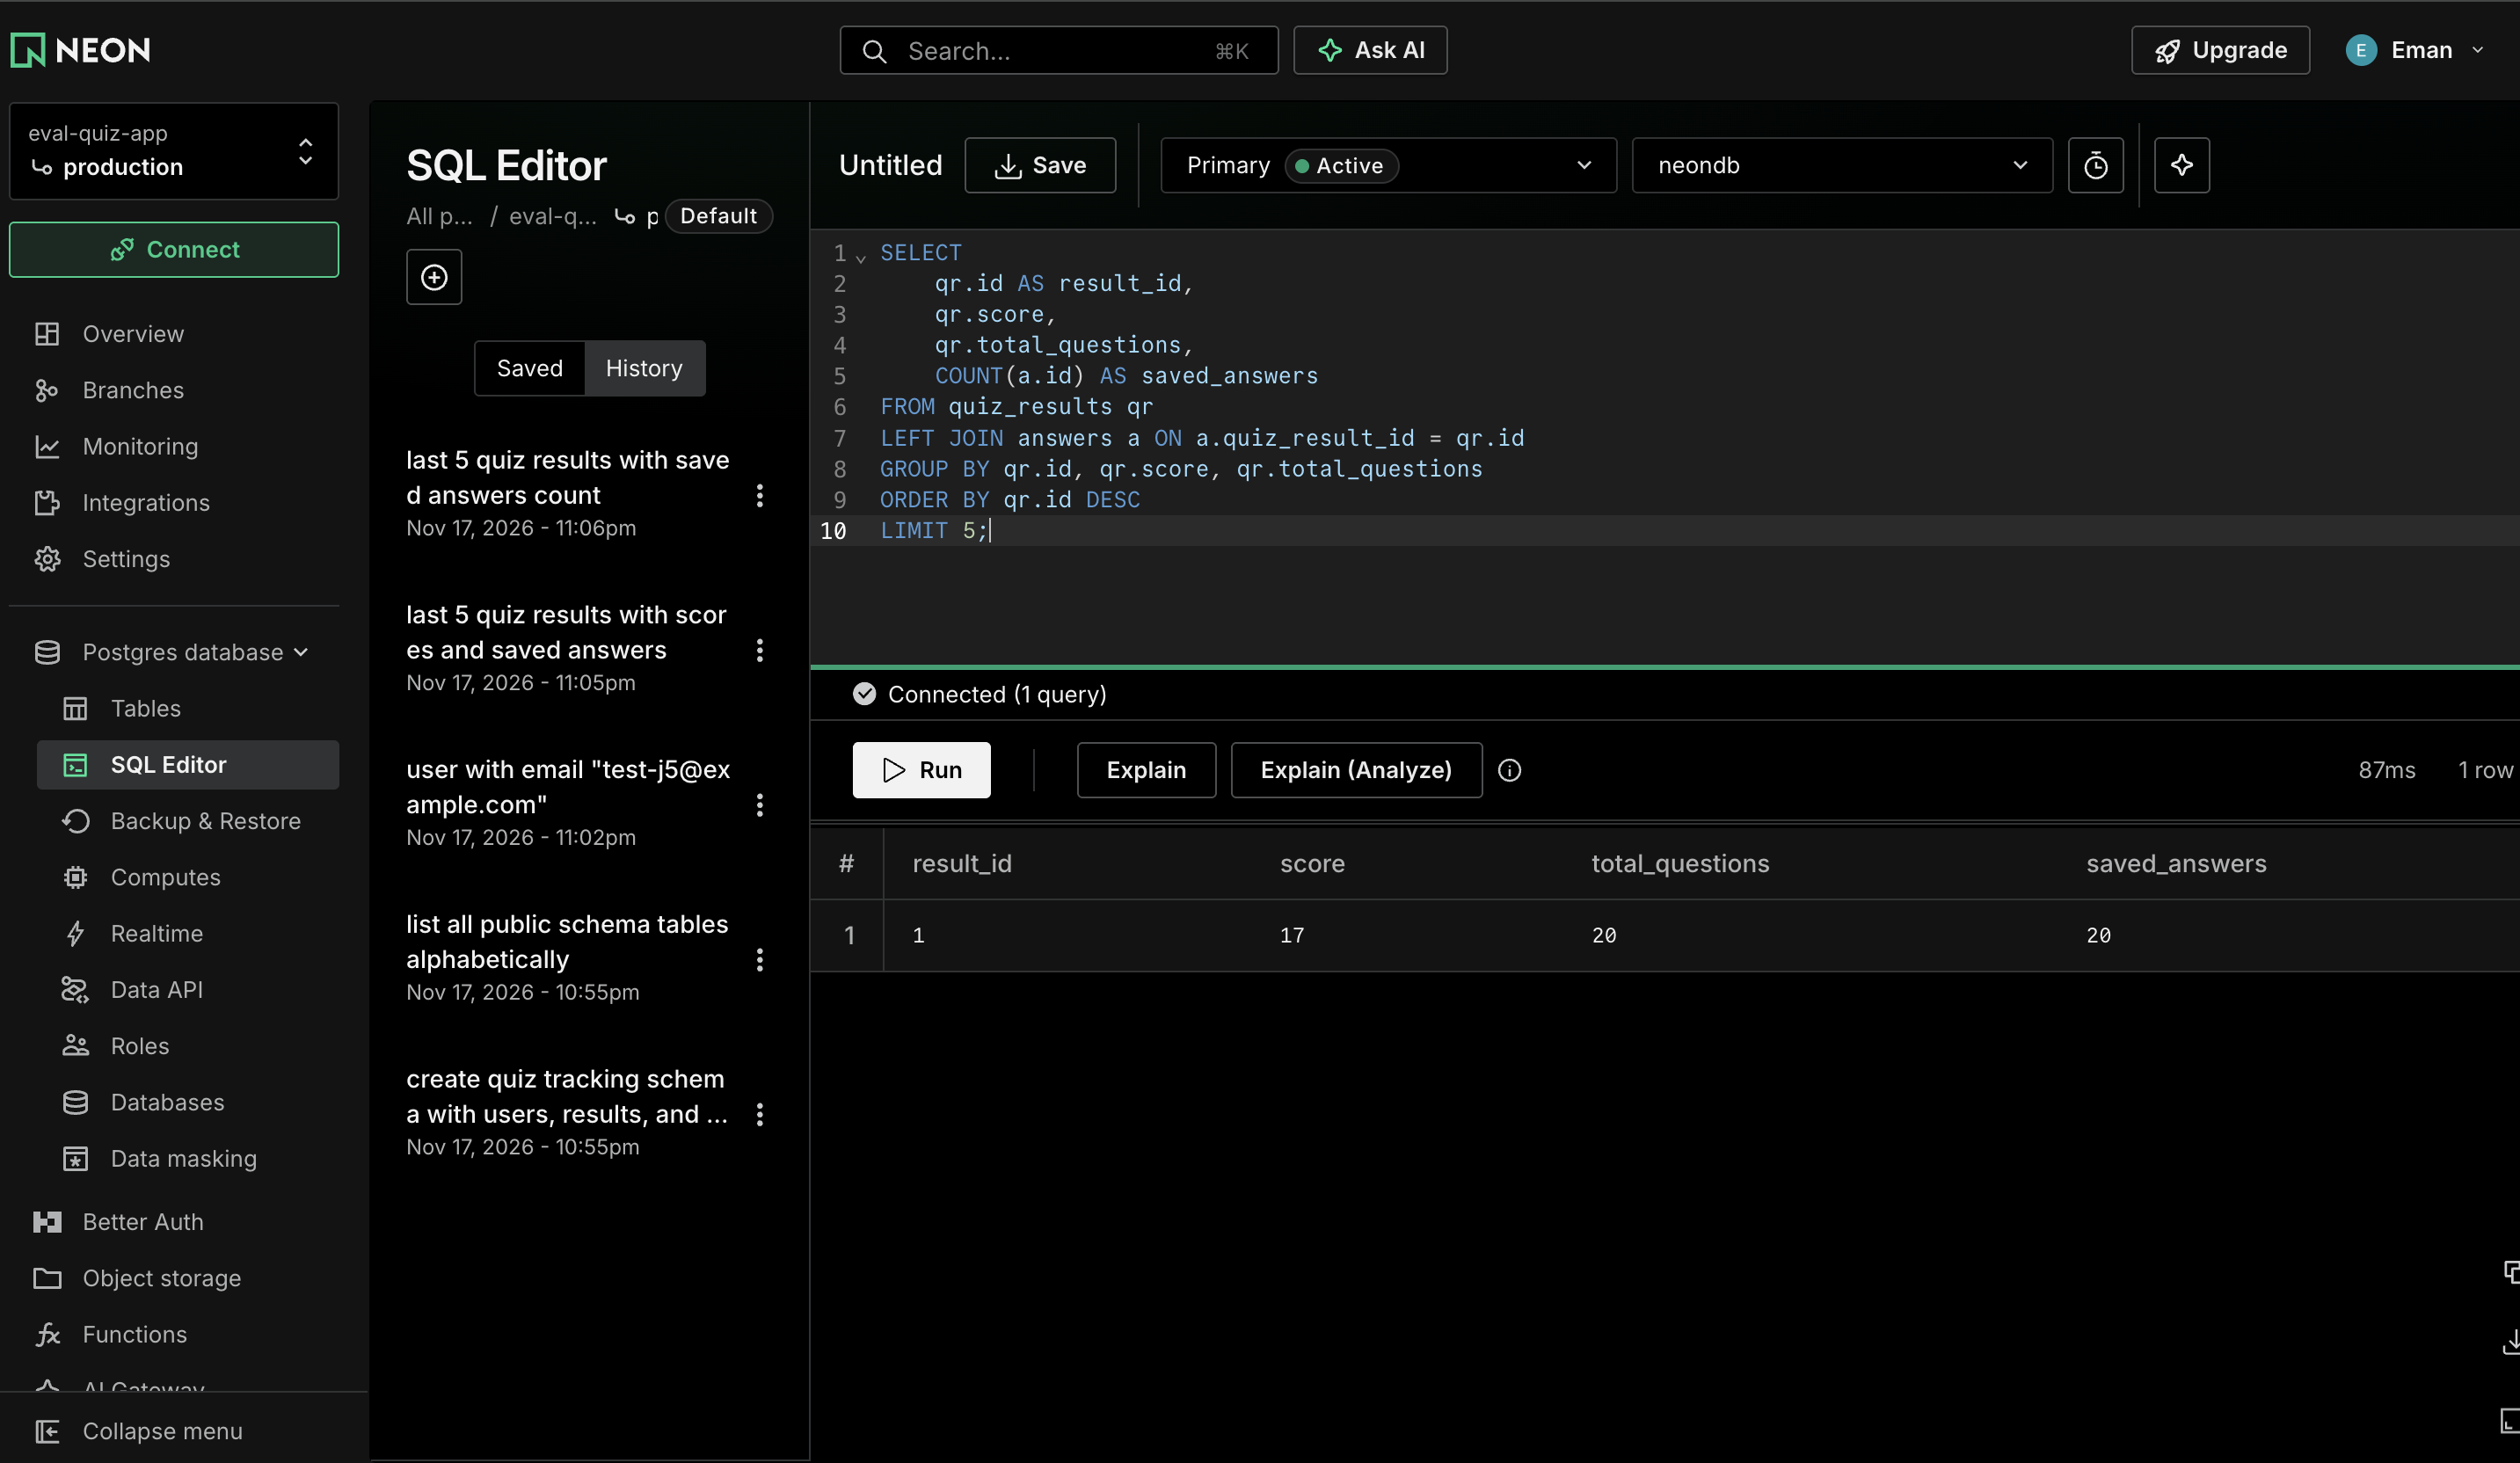 NEON
Search...
⌘K
Ask AI
Upgrade
E
Eman
eval-quiz-app
production
Connect
Overview
Branches
Monitoring
Integrations
Settings
Postgres database
Tables
SQL Editor
Backup & Restore
Computes
Realtime
Data API
Roles
Databases
Data masking
Better Auth
Object storage
Functions
AI Gateway
Collapse menu
SQL Editor
All p... / eval-q... p Default
Saved
History
last 5 quiz results with save
d answers count
Nov 17, 2026 - 11:06pm
last 5 quiz results with scor
es and saved answers
Nov 17, 2026 - 11:05pm
user with email "test-j5@ex
ample.com"
Nov 17, 2026 - 11:02pm
list all public schema tables
alphabetically
Nov 17, 2026 - 10:55pm
create quiz tracking schem
a with users, results, and ...
Nov 17, 2026 - 10:55pm
Untitled
Save
Primary Active
neondb
1 SELECT
2 qr.id AS result_id,
3 qr.score,
4 qr.total_questions,
5 COUNT(a.id) AS saved_answers
6 FROM quiz_results qr
7 LEFT JOIN answers a ON a.quiz_result_id = qr.id
8 GROUP BY qr.id, qr.score, qr.total_questions
9 ORDER BY qr.id DESC
10 LIMIT 5;
Connected (1 query)
Run
Explain
Explain (Analyze)
87ms
1 row
# result_id score total_questions saved_answers
1 1 17 20 20